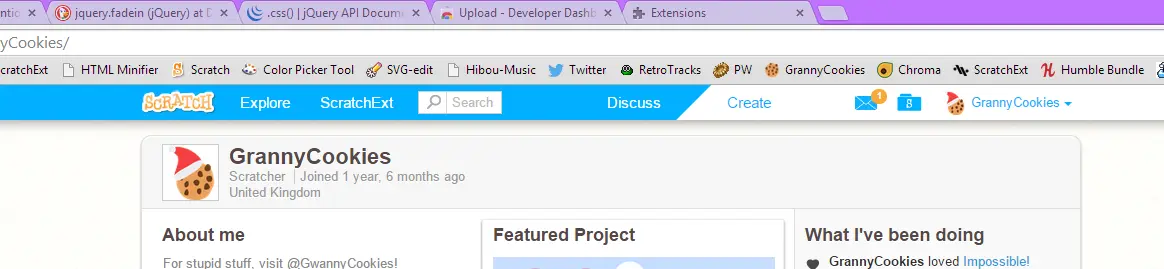 jquery.fadein (jQuery) at D
.css() | jQuery API Docume
Upload - Developer Dashb
Extensions
yCookies/
cratchExt HTML Minifier Scratch Color Picker Tool SVG-edit Hibou-Music Twitter RetroTracks PW GrannyCookies Chroma ScratchExt Humble Bundle
SCRATCH Explore ScratchExt Search Discuss Create 1 8 GrannyCookies
GrannyCookies
Scratcher Joined 1 year, 6 months ago
United Kingdom
About me
For stupid stuff, visit @GwannyCookies!
Featured Project
What I've been doing
GrannyCookies loved Impossible!